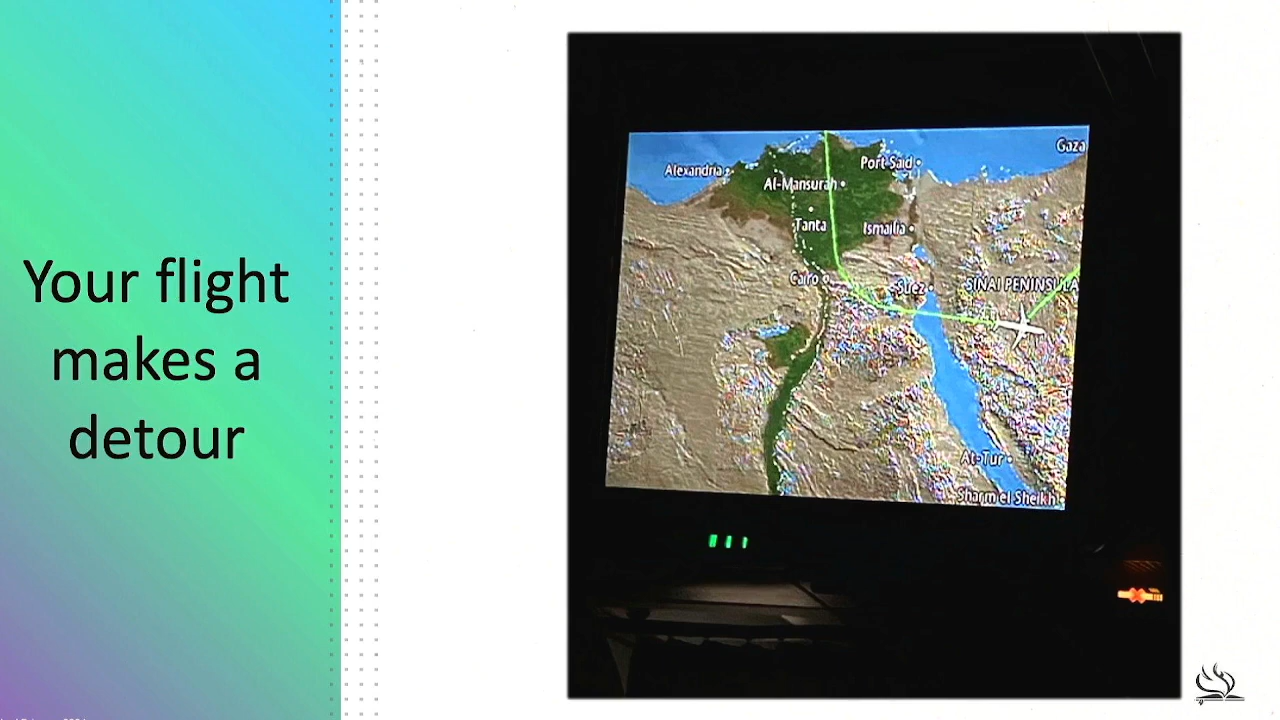 Your flight
makes a
detour
Gaza
Alexandria
Port Said
Al-Mansurah
Tanta
Ismailia
Cairo
Suez
SINAI PENINSULA
At-Tur
Sharm el Sheikh